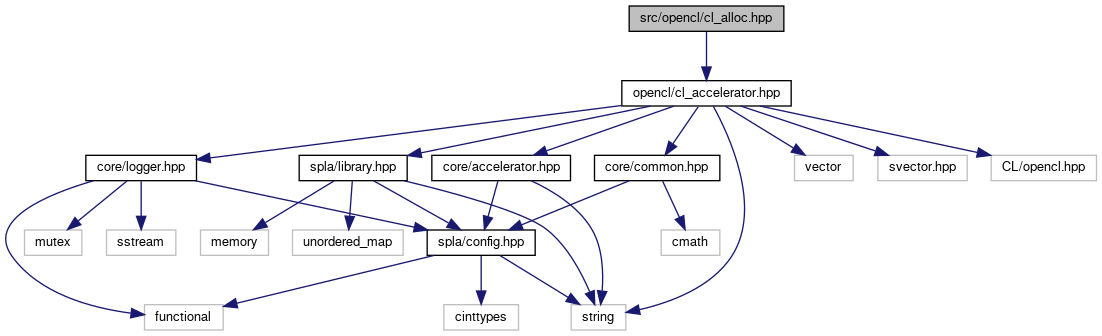 src/opencl/cl_alloc.hpp
opencl/cl_accelerator.hpp
core/logger.hpp
spla/library.hpp
core/accelerator.hpp
core/common.hpp
vector
svector.hpp
CL/opencl.hpp
mutex
sstream
memory
unordered_map
spla/config.hpp
cmath
functional
cinttypes
string